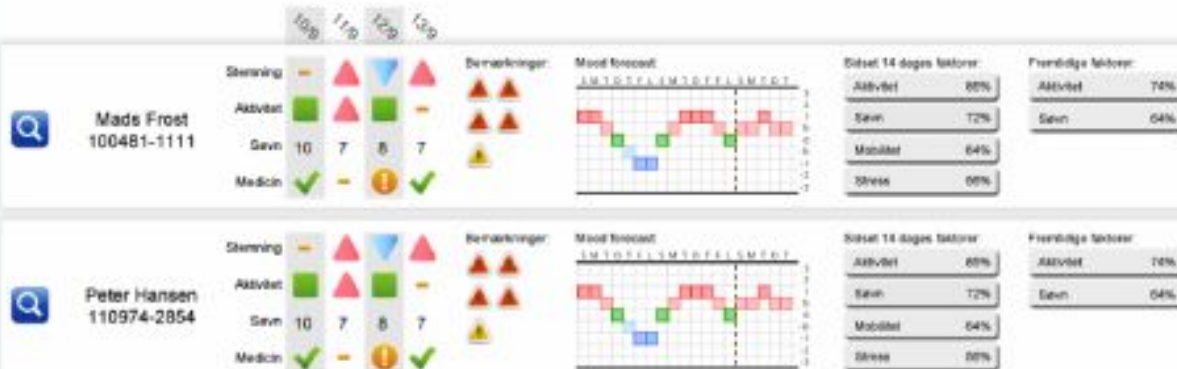 10/9 11/9 12/9 13/9
Stemning
Aktivitet
Søvn 10 7 8 7
Medicin
Mads Frost
100481-1111
Bemærkninger:
Mood forecast
Sidset 14 dages faktorer:
Aktivitet 86%
Søvn 72%
Mobilitet 64%
Stress
Fremtidige faktorer:
Aktivitet 74%
Søvn 64%
Stemning
Aktivitet
Søvn 10 7 8 7
Medicin
Peter Hansen
110974-2854
Bemærkninger:
Mood forecast
Sidset 14 dages faktorer:
Aktivitet
Søvn 72%
Mobilitet 64%
Stress
Fremtidige faktorer:
Aktivitet 74%
Søvn 64%